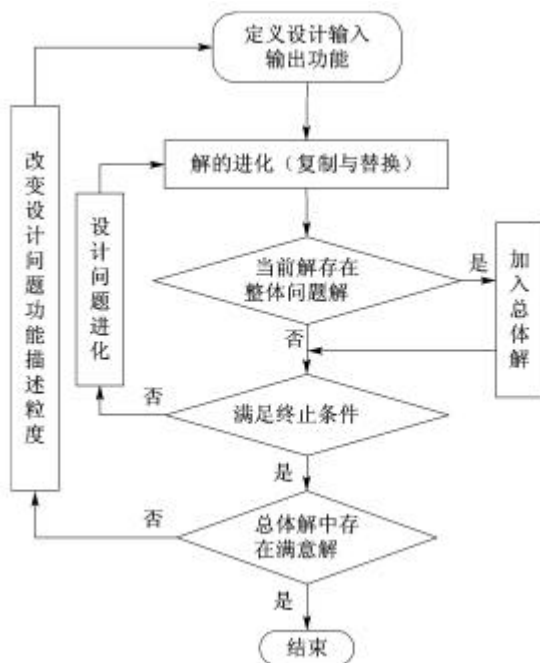 定义设计输入
输出功能
解的进化（复制与替换）
当前解存在
整体问题解
是
加入总体解
否
满足终止条件
否
设计问题进化
是
总体解中存
在满意解
否
改变设计问题功能描述粒度
是
结束